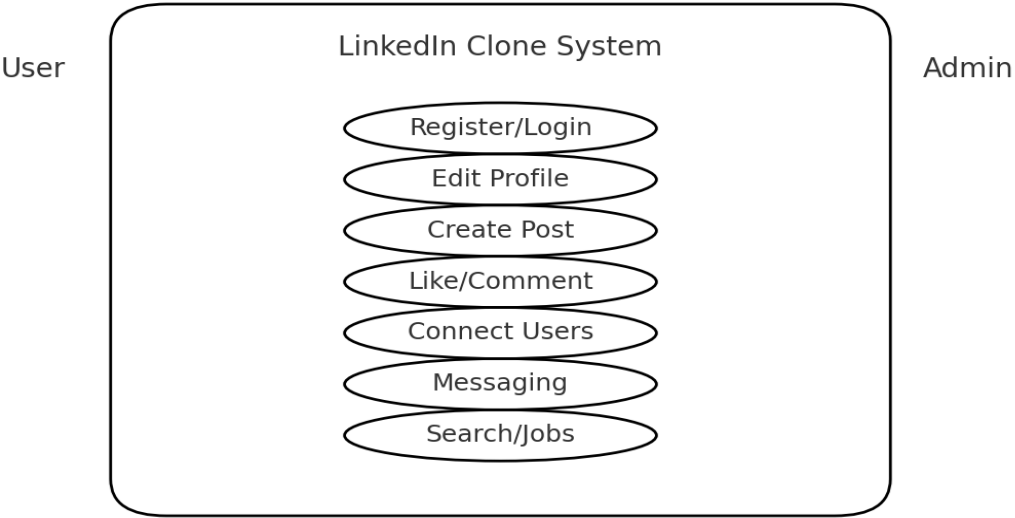 LinkedIn Clone System
User
Admin
Register/Login
Edit Profile
Create Post
Like/Comment
Connect Users
Messaging
Search/Jobs